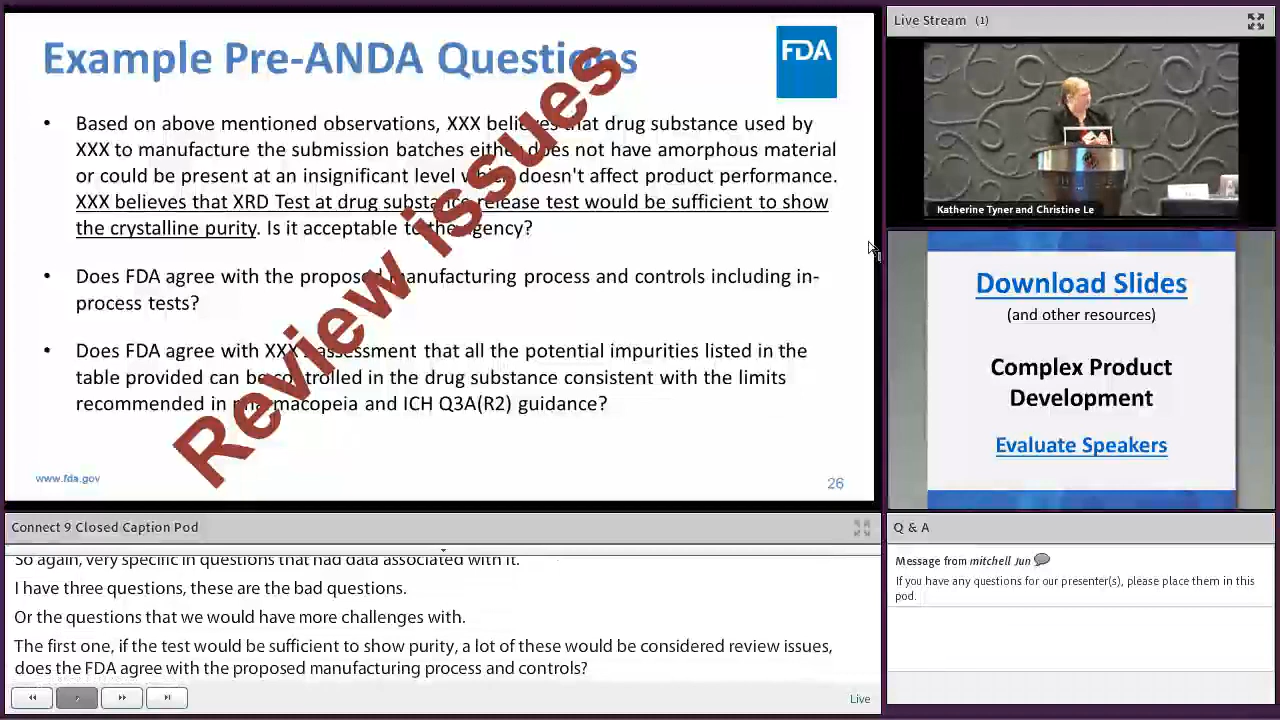 Example Pre-ANDA Questions
FDA
• Based on above mentioned observations, XXX believes that drug substance used by
XXX to manufacture the submission batches either does not have amorphous material
or could be present at an insignificant level which doesn't affect product performance.
XXX believes that XRD Test at drug substance release test would be sufficient to show
the crystalline purity. Is it acceptable to the agency?
• Does FDA agree with the proposed manufacturing process and controls including in-
process tests?
• Does FDA agree with XXX assessment that all the potential impurities listed in the
table provided can be controlled in the drug substance consistent with the limits
recommended in pharmacopeia and ICH Q3A(R2) guidance?
Review issues
www.fda.gov
26
Live Stream (1)
Katherine Tyner and Christine Le
Download Slides
(and other resources)
Complex Product
Development
Evaluate Speakers
Connect 9 Closed Caption Pod
So again, very specific in questions that had data associated with it.
I have three questions, these are the bad questions.
Or the questions that we would have more challenges with.
The first one, if the test would be sufficient to show purity, a lot of these would be considered review issues,
does the FDA agree with the proposed manufacturing process and controls?
Live
Q & A
Message from mitchell Jun
If you have any questions for our presenter(s), please place them in this
pod.